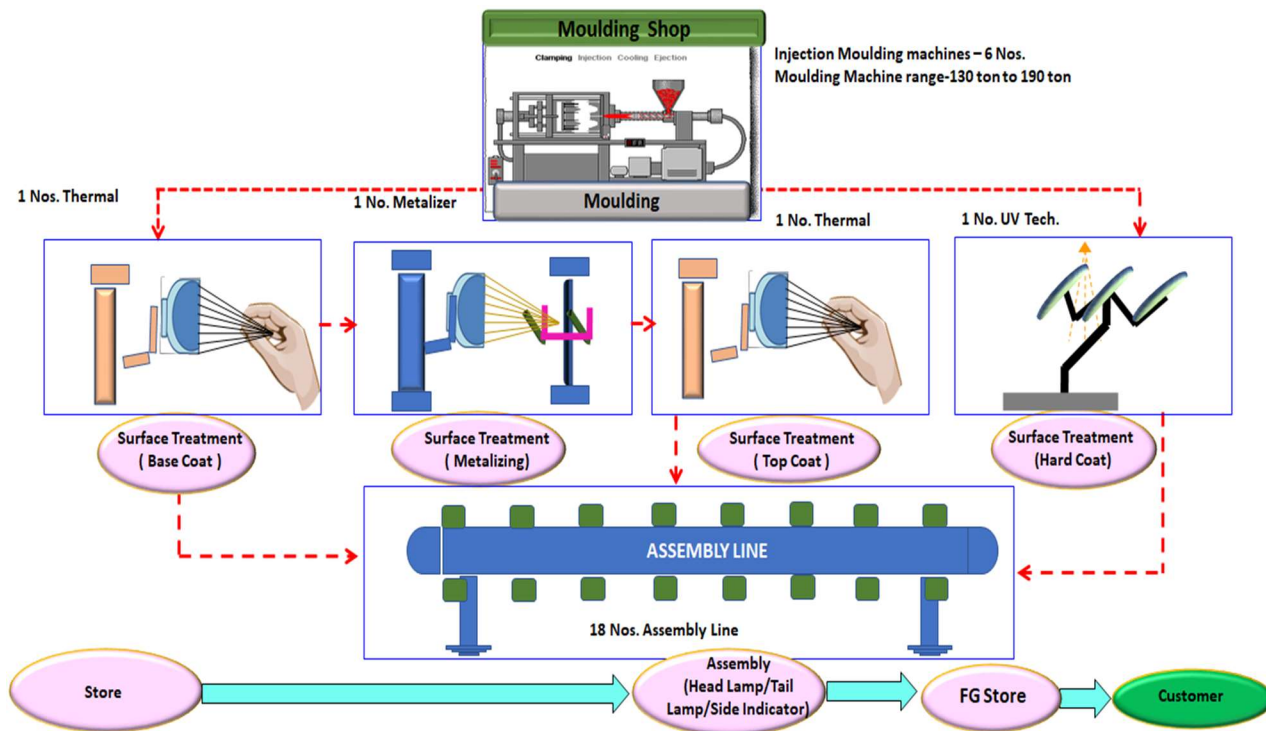 Moulding Shop
Clamping Injection Cooling Ejection
Injection Moulding machines – 6 Nos.
Moulding Machine range-130 ton to 190 ton
Moulding
1 Nos. Thermal
1 No. Metalizer
1 No. Thermal
1 No. UV Tech.
Surface Treatment
( Base Coat )
Surface Treatment
( Metalizing)
Surface Treatment
( Top Coat )
Surface Treatment
(Hard Coat)
ASSEMBLY LINE
18 Nos. Assembly Line
Store
Assembly
(Head Lamp/Tail
Lamp/Side Indicator)
FG Store
Customer